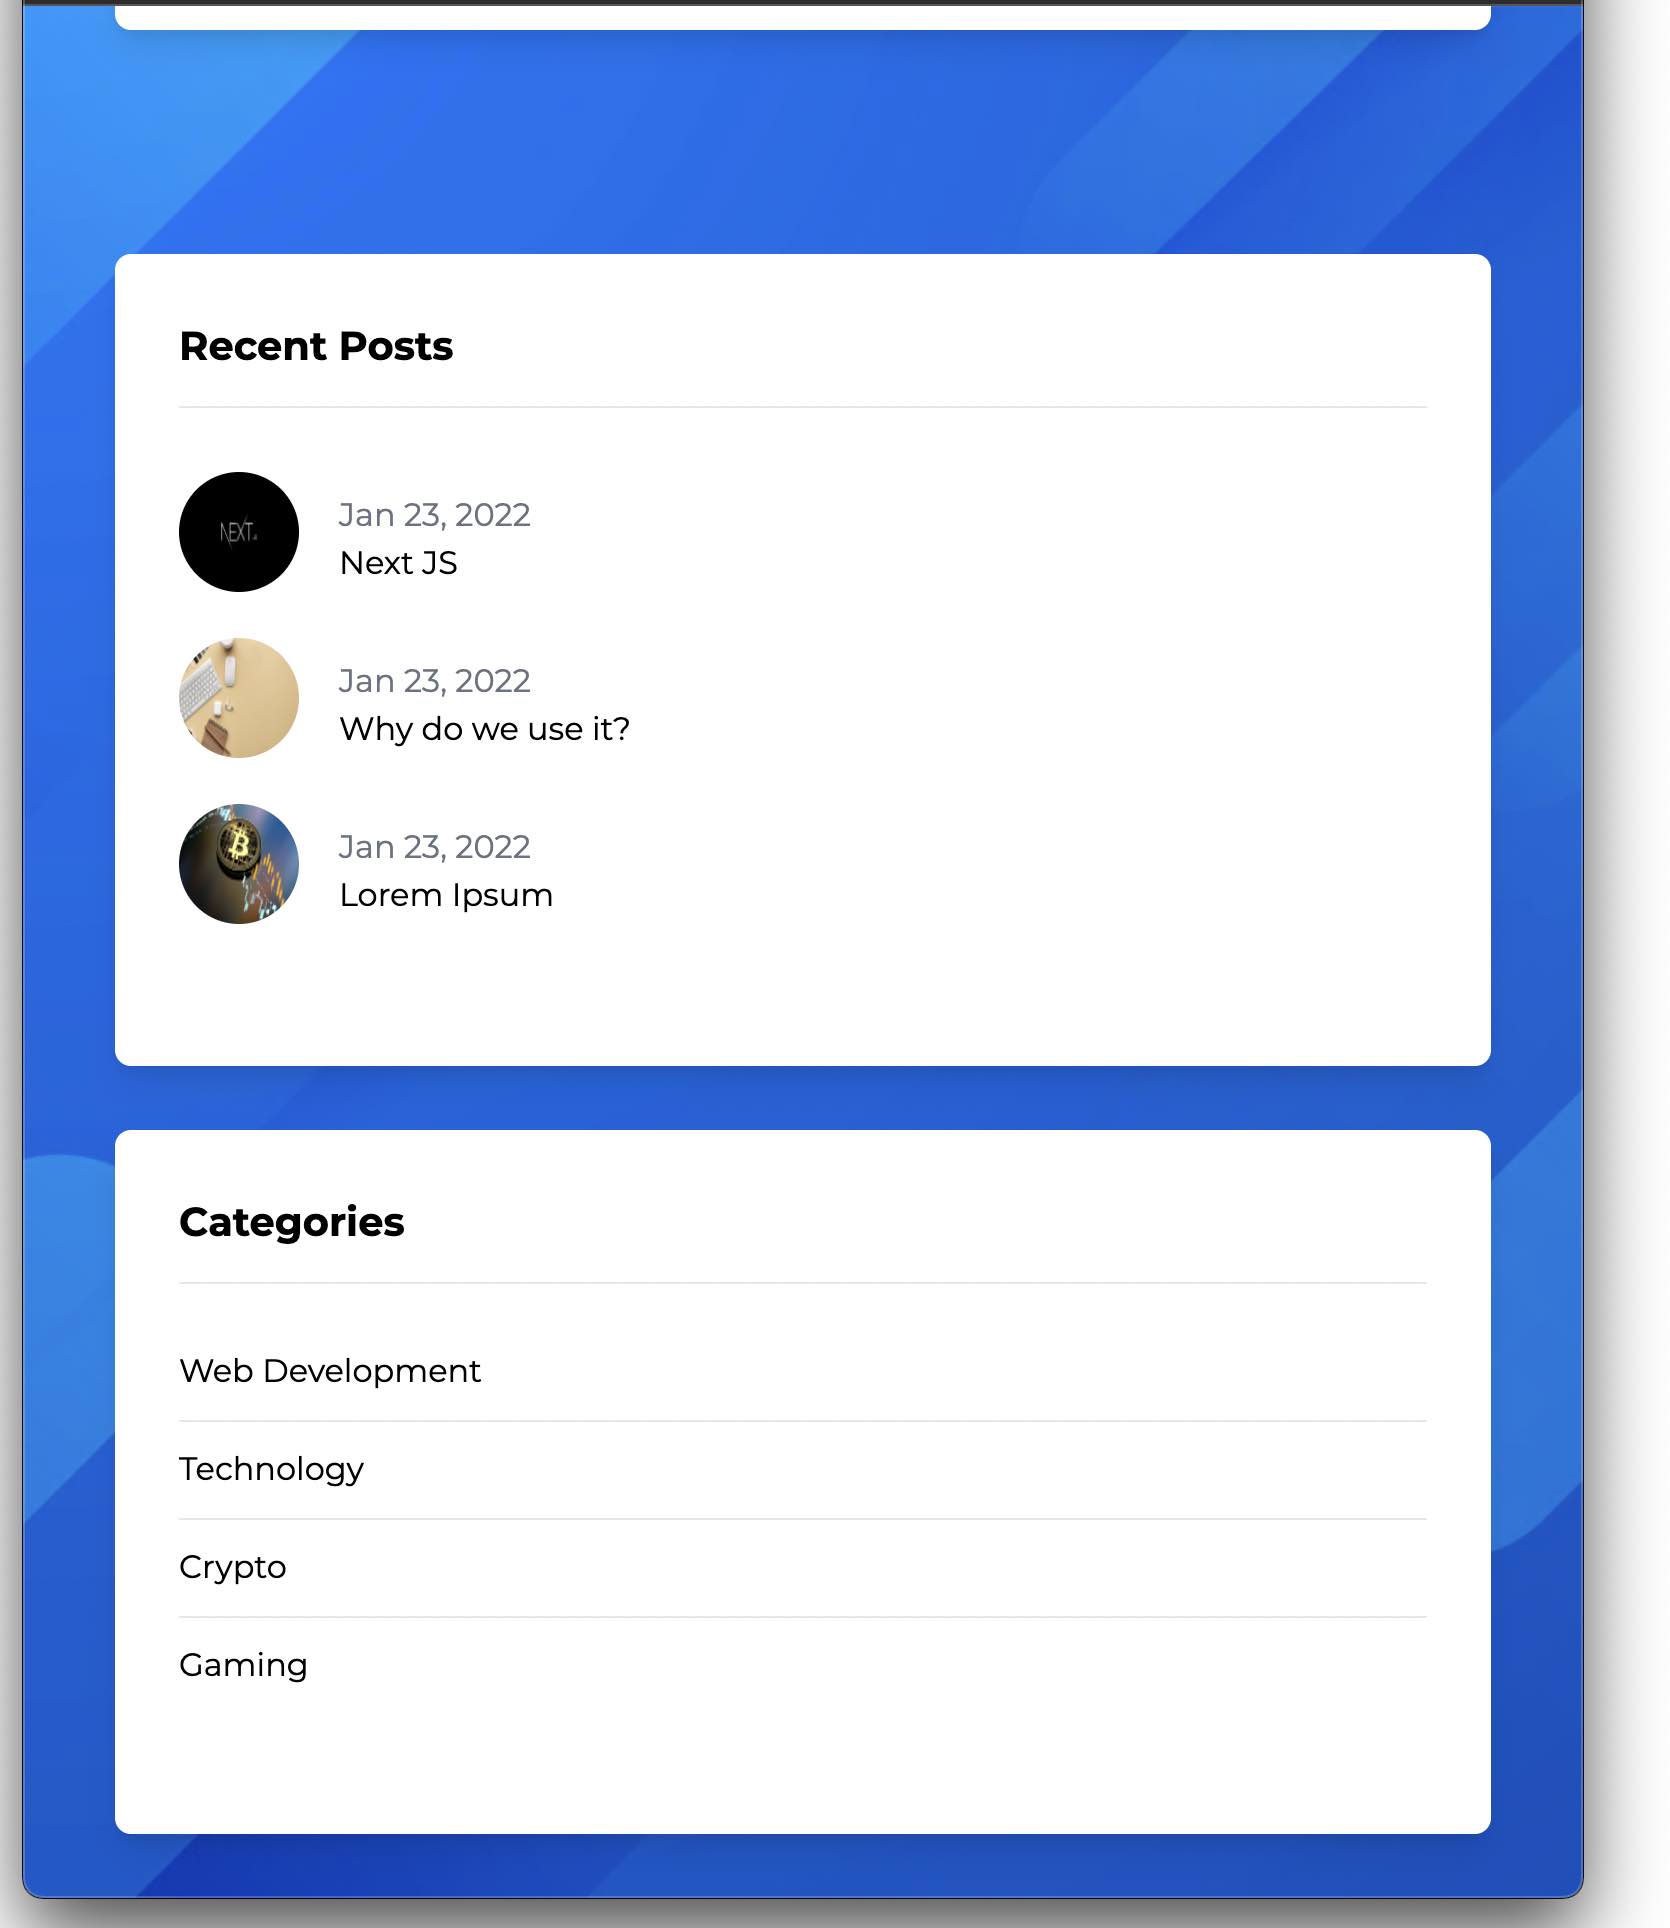 Recent Posts
NEXT
Jan 23, 2022
Next JS
Jan 23, 2022
Why do we use it?
Jan 23, 2022
Lorem Ipsum
Categories
Web Development
Technology
Crypto
Gaming